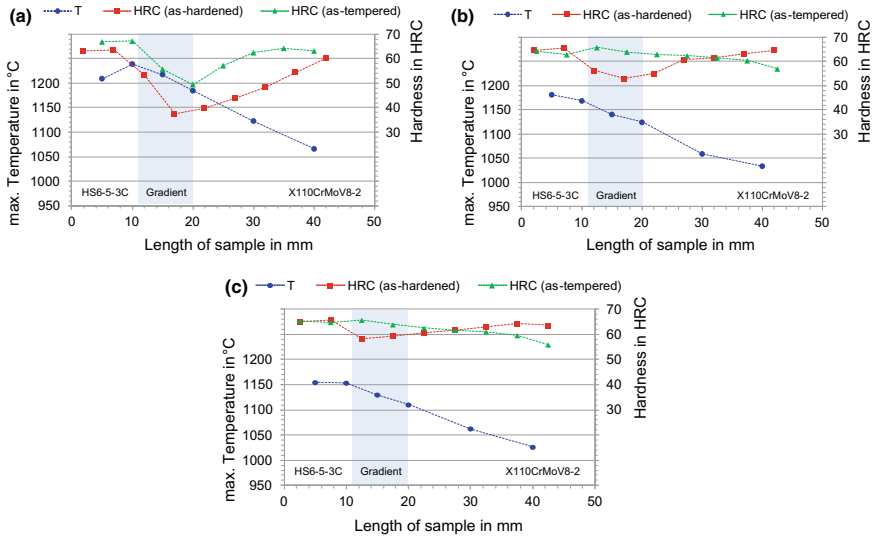 (a)
T
HRC (as-hardened)
HRC (as-tempered)
max. Temperature in °C
1200
1150
1100
1050
1000
950
70
60
50
40
30
Hardness in HRC
HS6-5-3C
Gradient
X110CrMoV8-2
0
10
20
30
40
50
Length of sample in mm
(b)
T
HRC (as-hardened)
HRC (as-tempered)
max. Temperature in °C
1200
1150
1100
1050
1000
950
70
60
50
40
30
Hardness in HRC
HS6-5-3C
Gradient
X110CrMoV8-2
0
10
20
30
40
50
Length of sample in mm
(c)
T
HRC (as-hardened)
HRC (as-tempered)
max. Temperature in °C
1200
1150
1100
1050
1000
950
70
60
50
40
30
Hardness in HRC
HS6-5-3C
Gradient
X110CrMoV8-2
0
10
20
30
40
50
Length of sample in mm